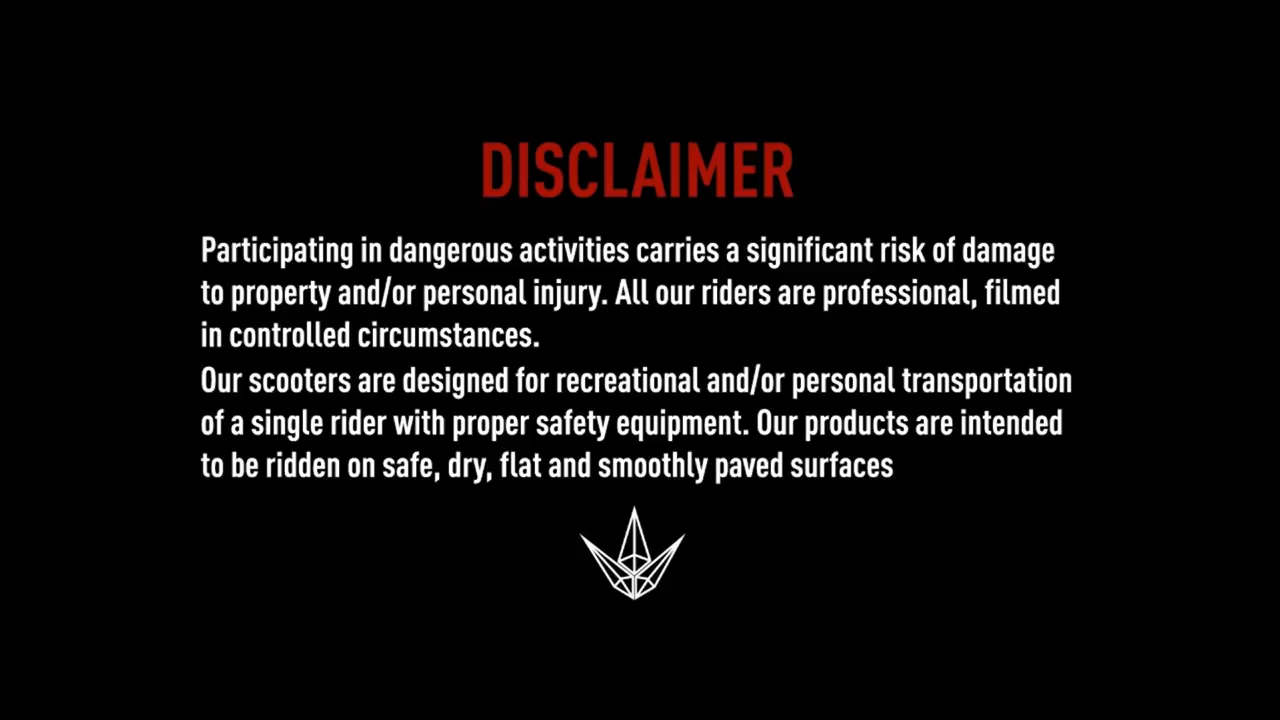 DISCLAIMER
Participating in dangerous activities carries a significant risk of damage
to property and/or personal injury. All our riders are professional, filmed
in controlled circumstances.
Our scooters are designed for recreational and/or personal transportation
of a single rider with proper safety equipment. Our products are intended
to be ridden on safe, dry, flat and smoothly paved surfaces